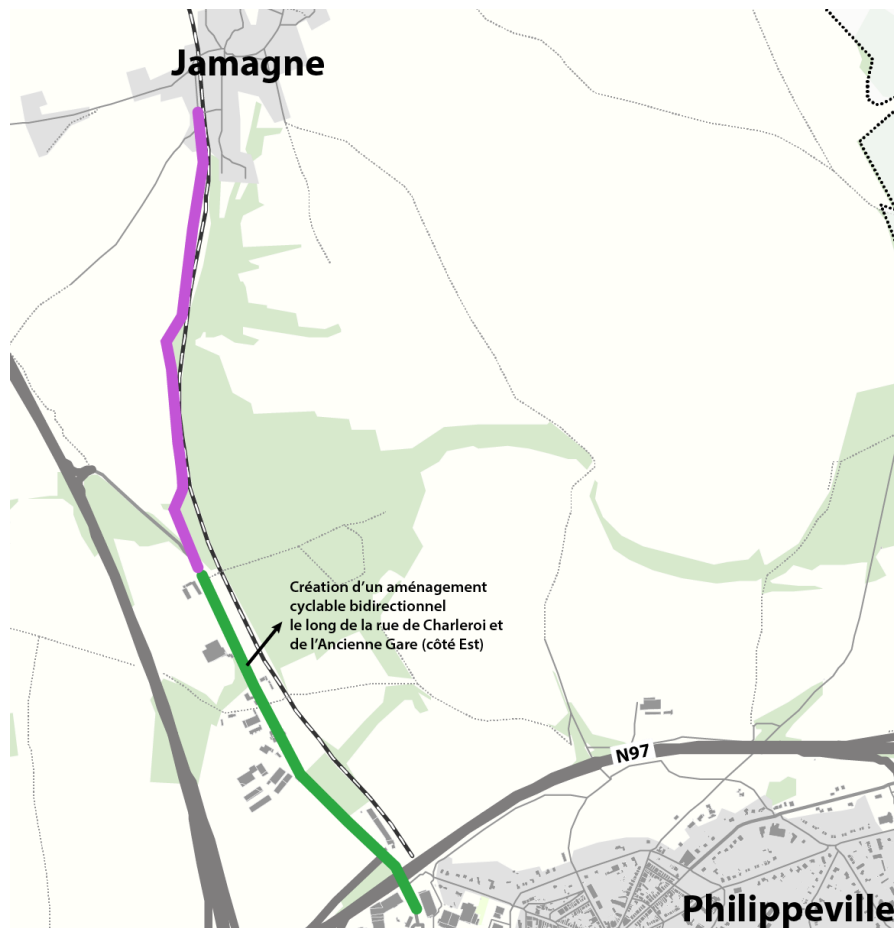 Jamagne
Création d’un aménagement
cyclable bidirectionnel
le long de la rue de Charleroi et
de l’Ancienne Gare (côté Est)
N97
Philippeville